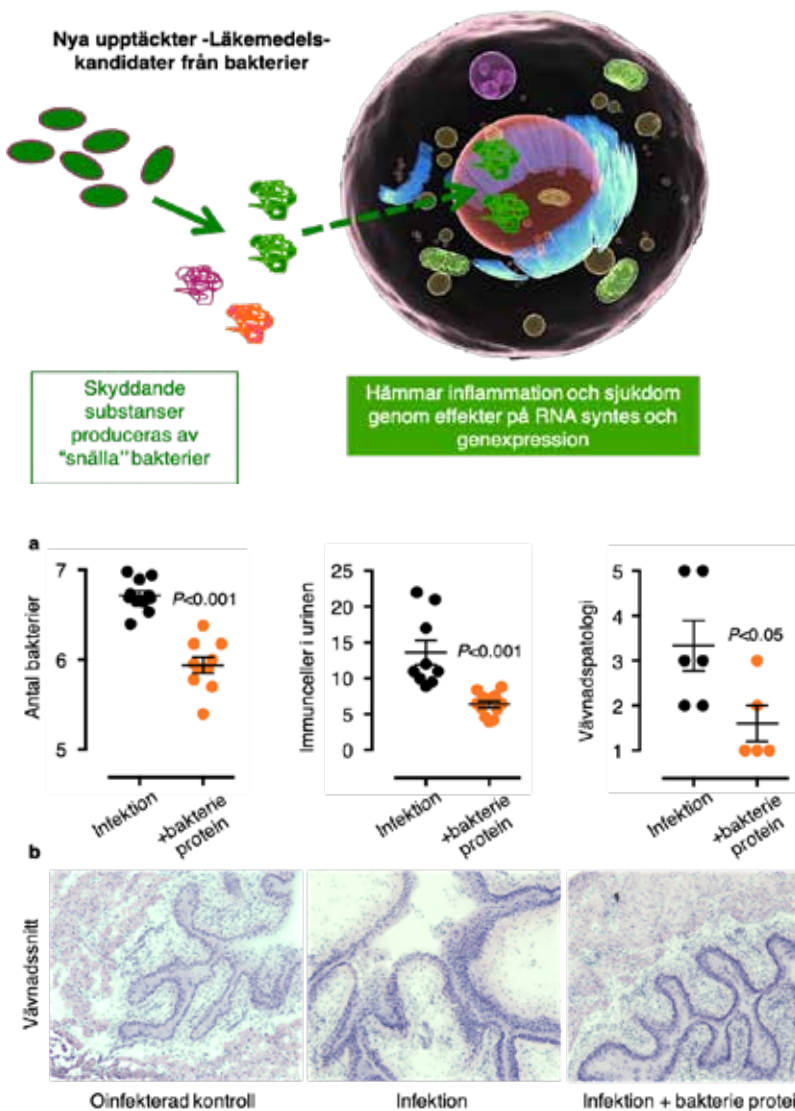 Nya upptäckter -Läkemedels-
kandidater från bakterier
Skyddande
substanser
produceras av
"snälla" bakterier
Hämmar inflammation och sjukdom
genom effekter på RNA syntes och
genexpression
a
Antal bakterier
7
6
5
P<0.001
Infektion
+bakterie
protein
Immunceller i urinen
25
20
15
10
5
0
P<0.001
Infektion
+bakterie
protein
Vävnadspatologi
5
4
3
2
1
P<0.05
Infektion
+bakterie
protein
b
Vävnadssnitt
Oinfekterad kontroll
Infektion
Infektion + bakterie protei